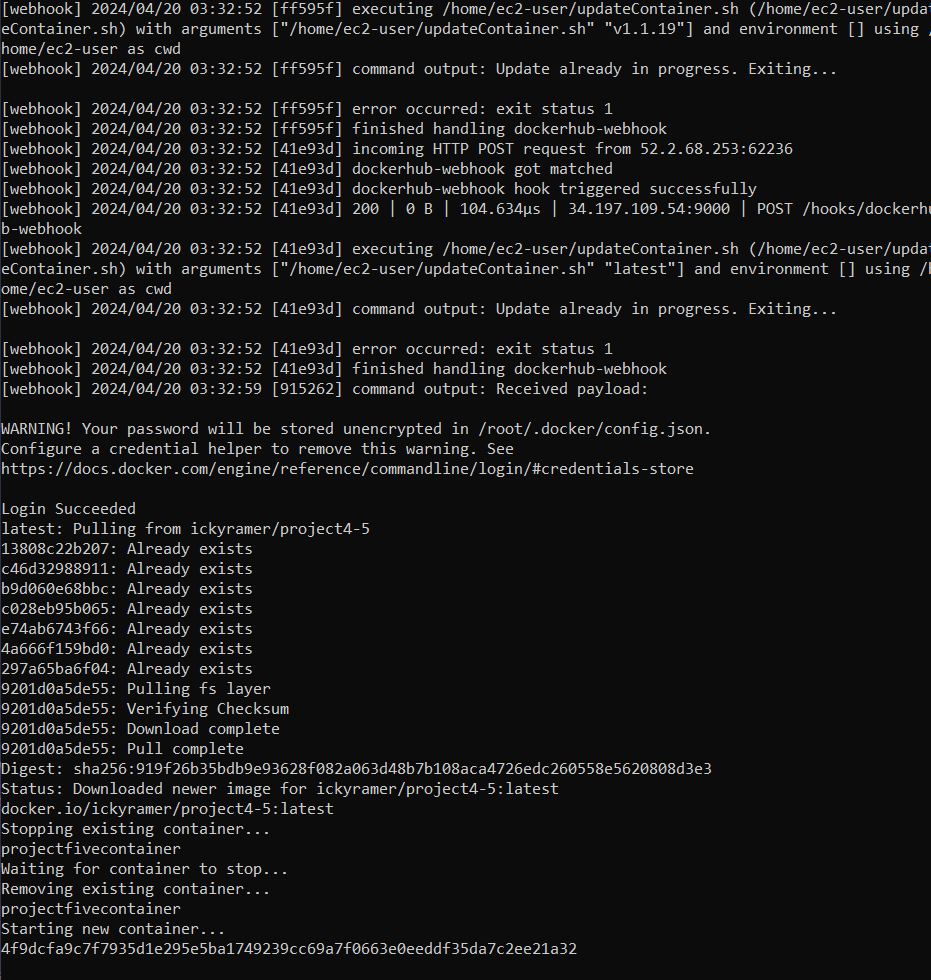 [webhook] 2024/04/20 03:32:52 [ff595f] executing /home/ec2-user/updateContainer.sh (/home/ec2-user/updat
eContainer.sh) with arguments ["/home/ec2-user/updateContainer.sh" "v1.1.19"] and environment [] using /
home/ec2-user as cwd
[webhook] 2024/04/20 03:32:52 [ff595f] command output: Update already in progress. Exiting...
[webhook] 2024/04/20 03:32:52 [ff595f] error occurred: exit status 1
[webhook] 2024/04/20 03:32:52 [ff595f] finished handling dockerhub-webhook
[webhook] 2024/04/20 03:32:52 [41e93d] incoming HTTP POST request from 52.2.68.253:62236
[webhook] 2024/04/20 03:32:52 [41e93d] dockerhub-webhook got matched
[webhook] 2024/04/20 03:32:52 [41e93d] dockerhub-webhook hook triggered successfully
[webhook] 2024/04/20 03:32:52 [41e93d] 200 | 0 B | 104.634µs | 34.197.109.54:9000 | POST /hooks/dockerhu
b-webhook
[webhook] 2024/04/20 03:32:52 [41e93d] executing /home/ec2-user/updateContainer.sh (/home/ec2-user/updat
eContainer.sh) with arguments ["/home/ec2-user/updateContainer.sh" "latest"] and environment [] using /h
ome/ec2-user as cwd
[webhook] 2024/04/20 03:32:52 [41e93d] command output: Update already in progress. Exiting...
[webhook] 2024/04/20 03:32:52 [41e93d] error occurred: exit status 1
[webhook] 2024/04/20 03:32:52 [41e93d] finished handling dockerhub-webhook
[webhook] 2024/04/20 03:32:59 [915262] command output: Received payload:
WARNING! Your password will be stored unencrypted in /root/.docker/config.json.
Configure a credential helper to remove this warning. See
https://docs.docker.com/engine/reference/commandline/login/#credentials-store
Login Succeeded
latest: Pulling from ickyramer/project4-5
13808c22b207: Already exists
c46d32988911: Already exists
b9d060e68bbc: Already exists
c028eb95b065: Already exists
e74ab6743f66: Already exists
4a666f159bd0: Already exists
297a65ba6f04: Already exists
9201d0a5de55: Pulling fs layer
9201d0a5de55: Verifying Checksum
9201d0a5de55: Download complete
9201d0a5de55: Pull complete
Digest: sha256:919f26b35bdb9e93628f082a063d48b7b108aca4726edc260558e5620808d3e3
Status: Downloaded newer image for ickyramer/project4-5:latest
docker.io/ickyramer/project4-5:latest
Stopping existing container...
projectfivecontainer
Waiting for container to stop...
Removing existing container...
projectfivecontainer
Starting new container...
4f9dcfa9c7f7935d1e295e5ba1749239cc69a7f0663e0eeddf35da7c2ee21a32